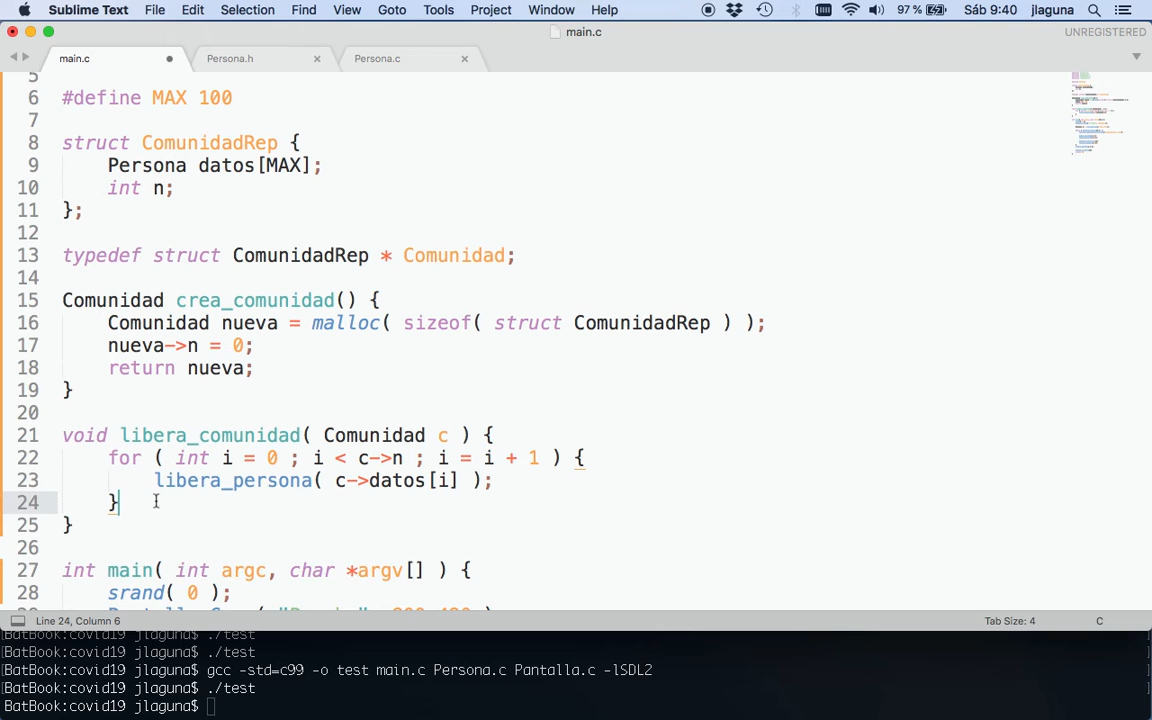 Sublime Text File Edit Selection Find View Goto Tools Project Window Help 97 % Sáb 9:40 jlaguna
main.c UNREGISTERED
main.c Persona.h Persona.c
5
6 #define MAX 100
7
8 struct ComunidadRep {
9 Persona datos[MAX];
10 int n;
11 };
12
13 typedef struct ComunidadRep * Comunidad;
14
15 Comunidad crea_comunidad() {
16 Comunidad nueva = malloc( sizeof( struct ComunidadRep ) );
17 nueva->n = 0;
18 return nueva;
19 }
20
21 void libera_comunidad( Comunidad c ) {
22 for ( int i = 0 ; i < c->n ; i = i + 1 ) {
23 libera_persona( c->datos[i] );
24 }
25 }
26
27 int main( int argc, char *argv[] ) {
28 srand( 0 );
Line 24, Column 6 Tab Size: 4 C
[BatBook:covid19 jlaguna$ ./test
[BatBook:covid19 jlaguna$ ./test ]
[BatBook:covid19 jlaguna$ gcc -std=c99 -o test main.c Persona.c Pantalla.c -lSDL2 ]
[BatBook:covid19 jlaguna$ ./test ]
BatBook:covid19 jlaguna$